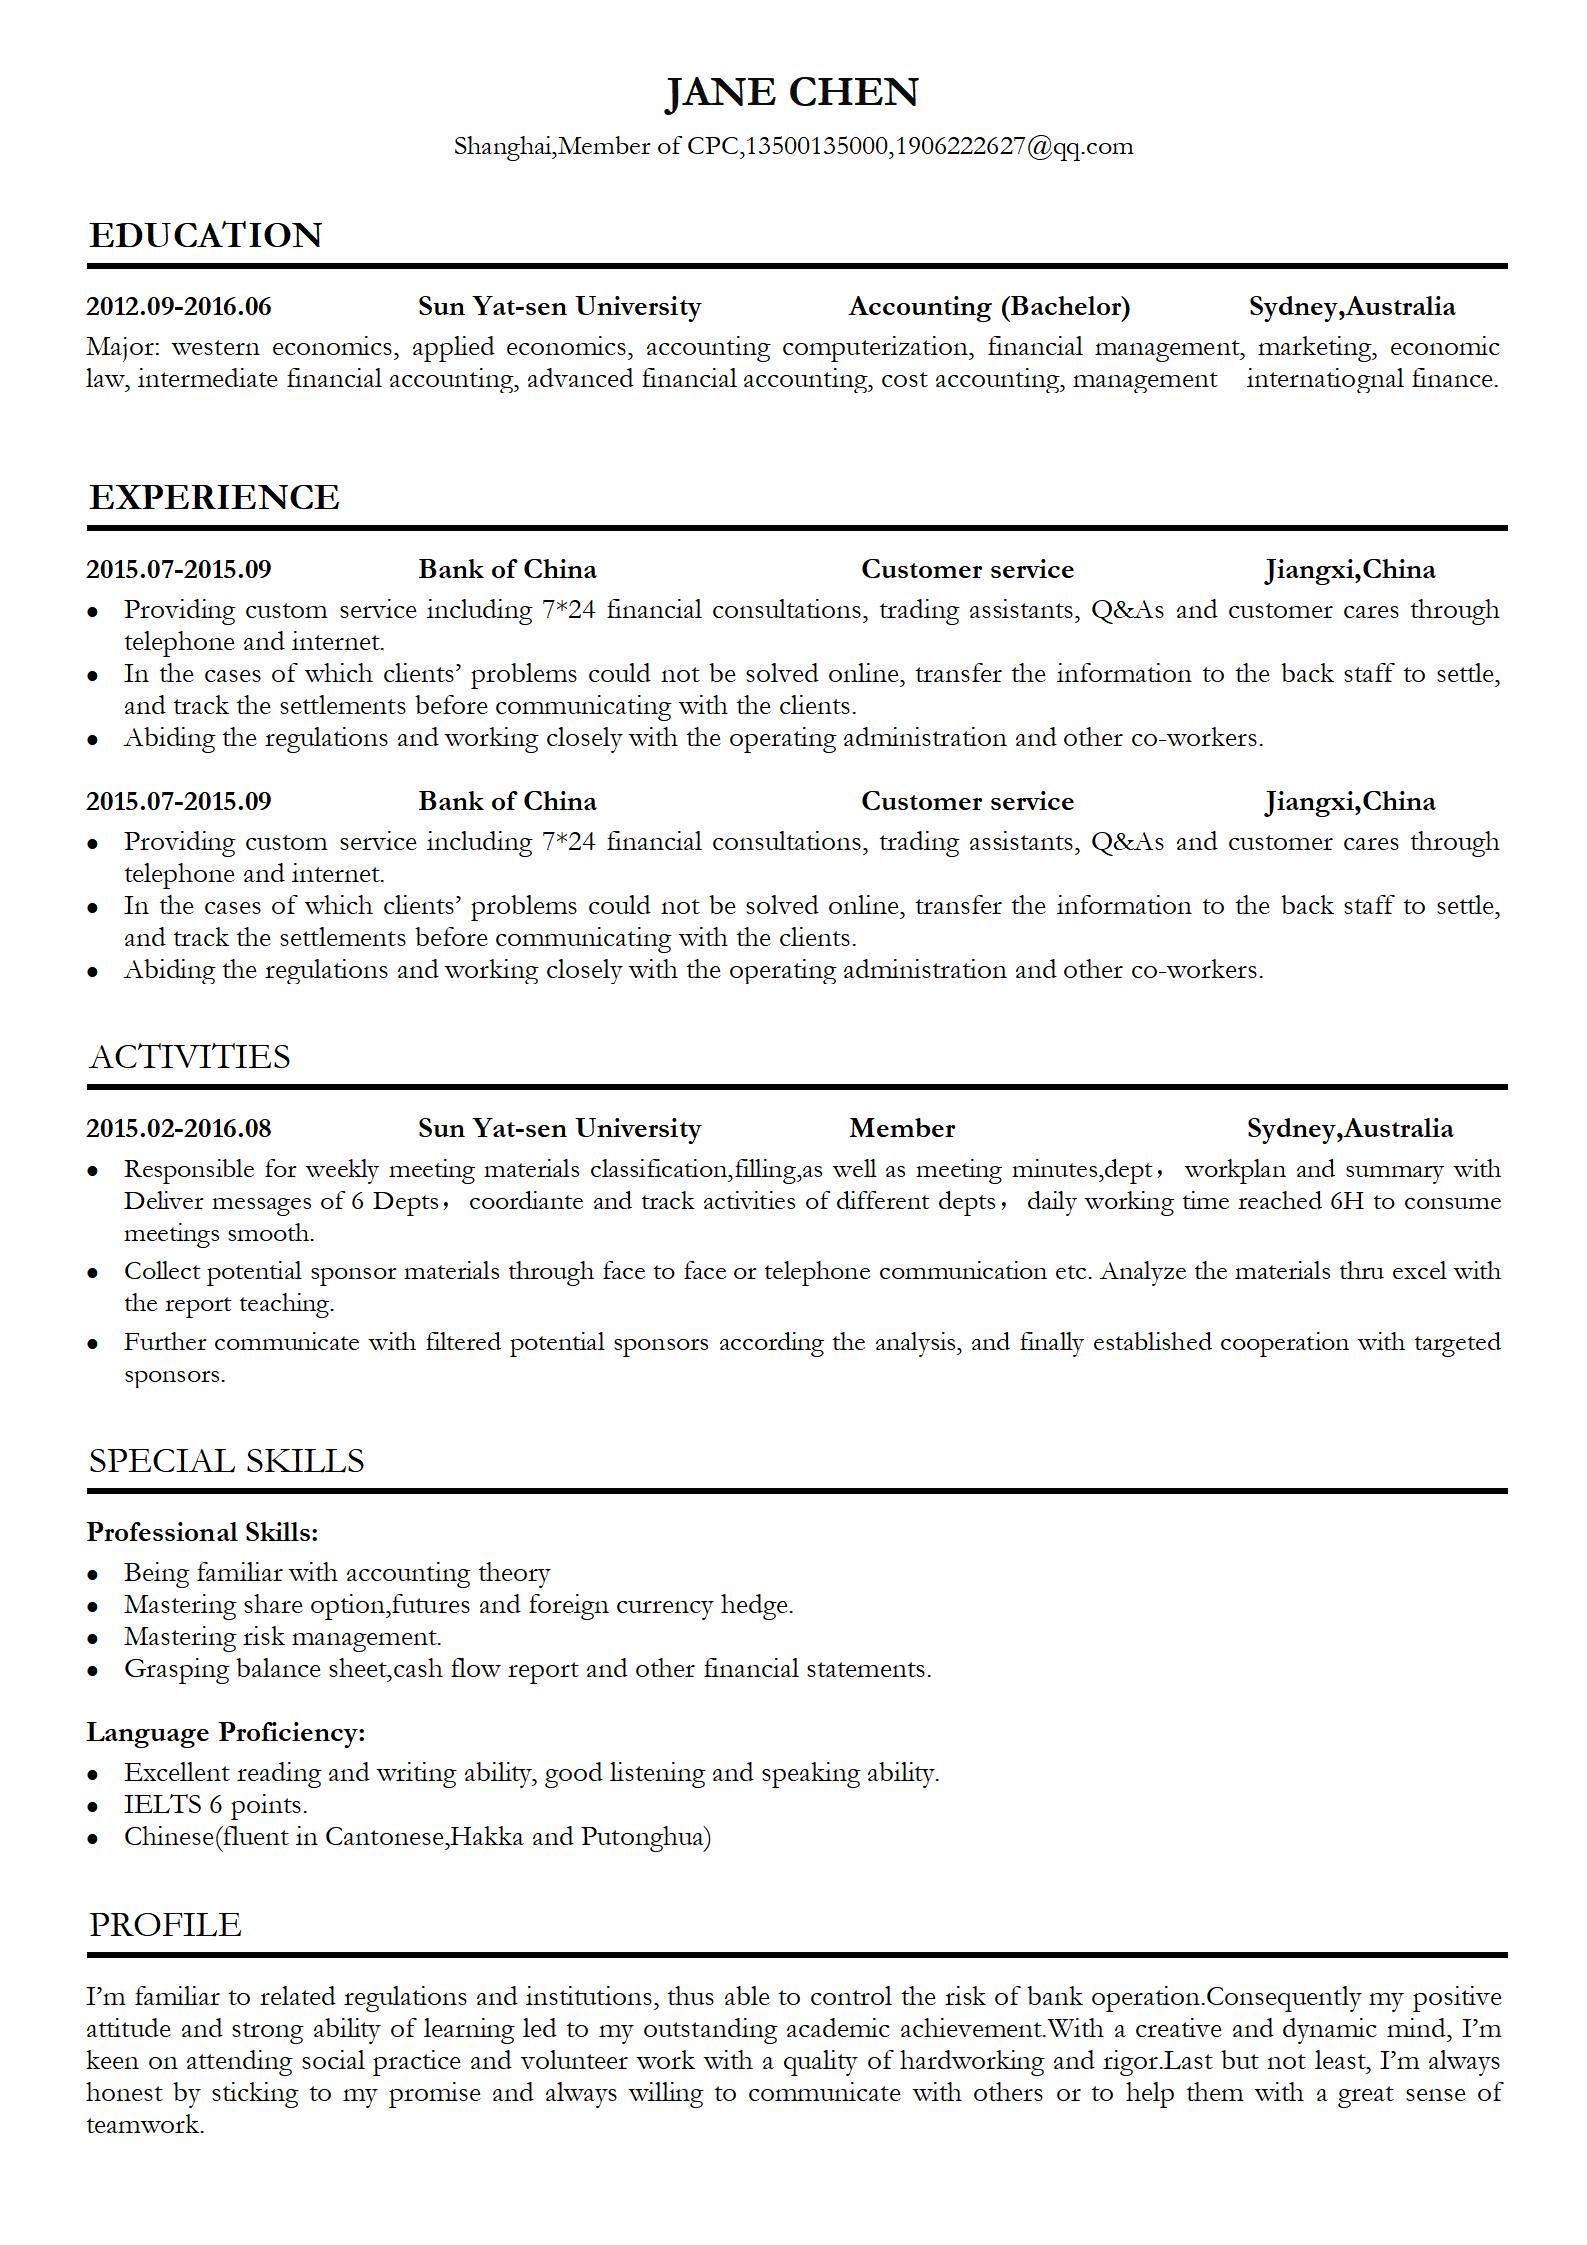 JANE CHEN
Shanghai,Member of CPC,13500135000,1906222627@qq.com
EDUCATION
2012.09-2016.06 Sun Yat-sen University Accounting (Bachelor) Sydney,Australia
Major: western economics, applied economics, accounting computerization, financial management, marketing, economic
law, intermediate financial accounting, advanced financial accounting, cost accounting, management internatiognal finance.
EXPERIENCE
2015.07-2015.09 Bank of China Customer service Jiangxi,China
● Providing custom service including 7*24 financial consultations, trading assistants, Q&As and customer cares through
telephone and internet.
● In the cases of which clients’ problems could not be solved online, transfer the information to the back staff to settle,
and track the settlements before communicating with the clients.
● Abiding the regulations and working closely with the operating administration and other co-workers.
2015.07-2015.09 Bank of China Customer service Jiangxi,China
● Providing custom service including 7*24 financial consultations, trading assistants, Q&As and customer cares through
telephone and internet.
● In the cases of which clients’ problems could not be solved online, transfer the information to the back staff to settle,
and track the settlements before communicating with the clients.
● Abiding the regulations and working closely with the operating administration and other co-workers.
ACTIVITIES
2015.02-2016.08 Sun Yat-sen University Member Sydney,Australia
● Responsible for weekly meeting materials classification,filling,as well as meeting minutes,dept，workplan and summary with
Deliver messages of 6 Depts，coordiante and track activities of different depts，daily working time reached 6H to consume
meetings smooth.
● Collect potential sponsor materials through face to face or telephone communication etc. Analyze the materials thru excel with
the report teaching.
● Further communicate with filtered potential sponsors according the analysis, and finally established cooperation with targeted
sponsors.
SPECIAL SKILLS
Professional Skills:
● Being familiar with accounting theory
● Mastering share option,futures and foreign currency hedge.
● Mastering risk management.
● Grasping balance sheet,cash flow report and other financial statements.
Language Proficiency:
● Excellent reading and writing ability, good listening and speaking ability.
● IELTS 6 points.
● Chinese(fluent in Cantonese,Hakka and Putonghua)
PROFILE
I’m familiar to related regulations and institutions, thus able to control the risk of bank operation.Consequently my positive
attitude and strong ability of learning led to my outstanding academic achievement.With a creative and dynamic mind, I’m
keen on attending social practice and volunteer work with a quality of hardworking and rigor.Last but not least, I’m always
honest by sticking to my promise and always willing to communicate with others or to help them with a great sense of
teamwork.